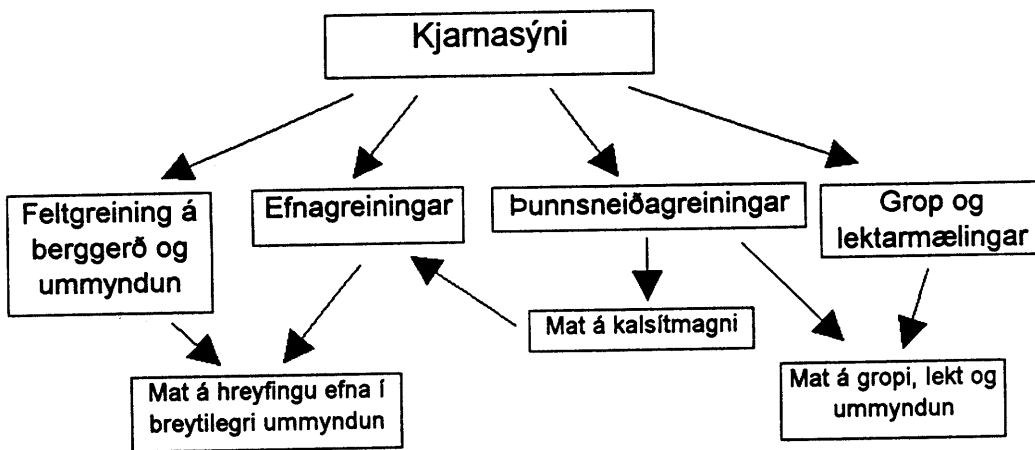 Kjarnasýni
Feltgreining á
berggerð og
ummyndun
Efnagreiningar
Þunnsneiðagreiningar
Grop og
lektarmælingar
Mat á kalsítmagni
Mat á hreyfingu efna í
breytilegri ummyndun
Mat á gropi, lekt og
ummyndun